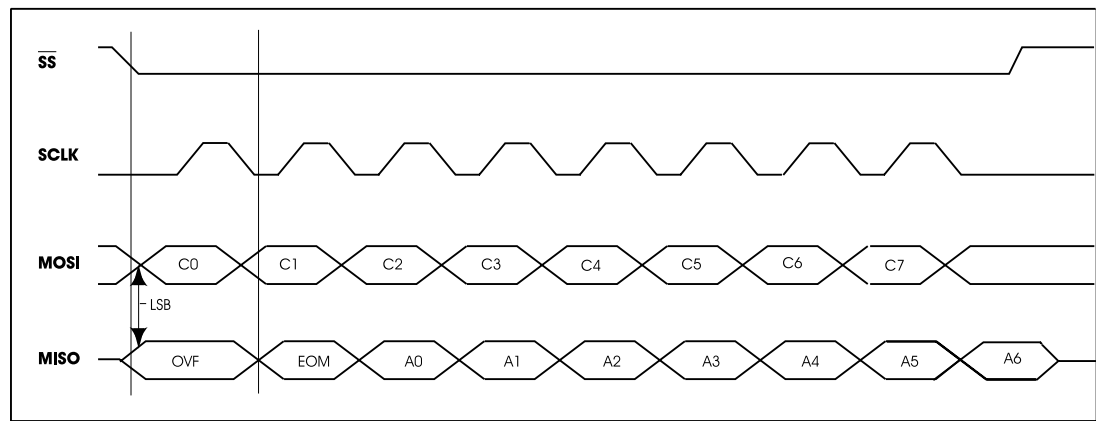 S̅S̅
SCLK
MOSI
C0 C1 C2 C3 C4 C5 C6 C7
LSB
MISO
OVF EOM A0 A1 A2 A3 A4 A5 A6